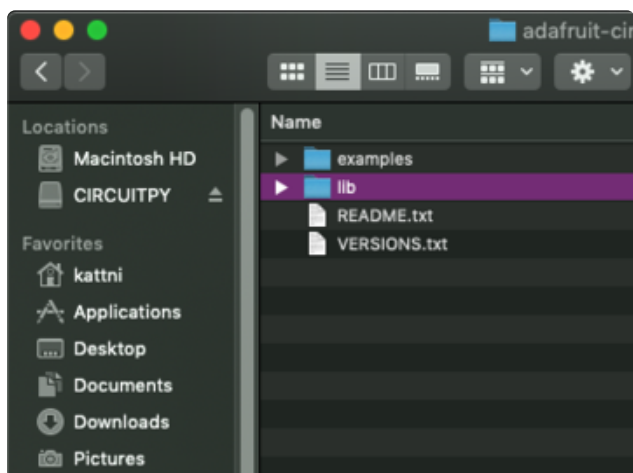 adafruit-cir
Locations
Macintosh HD
CIRCUITPY
Favorites
kattni
Applications
Desktop
Documents
Downloads
Pictures
Name
examples
lib
README.txt
VERSIONS.txt